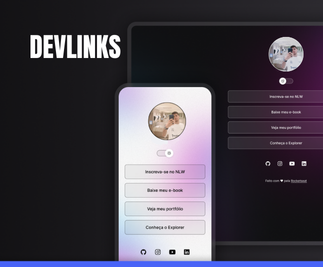 DEVLINKS
Inscreva-se no NLW
Baixe meu e-book
Veja meu portfólio
Conheça o Explorer
Inscreva-se no NLW
Baixe meu e-book
Veja meu portfólio
Conheça o Explorer
Feito com ♥ pela Rocketseat